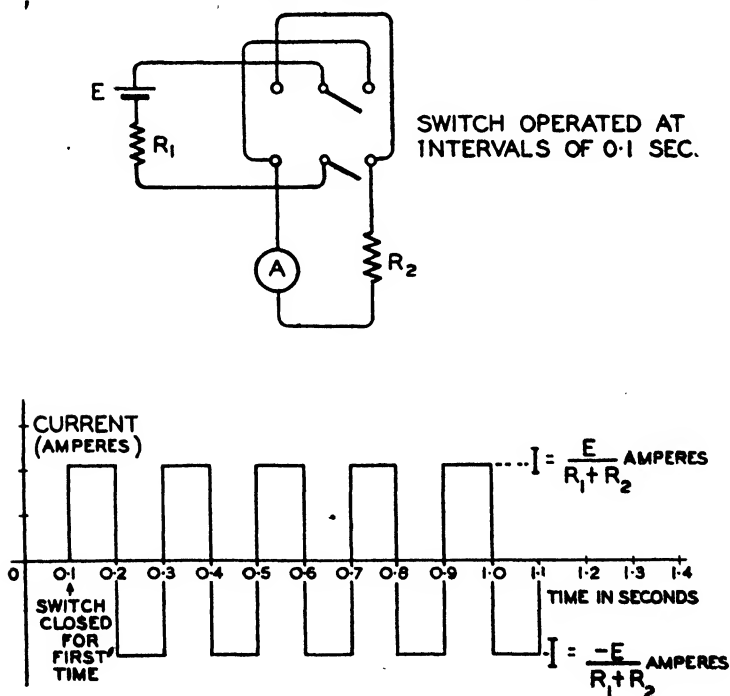 E
R₁
SWITCH OPERATED AT
INTERVALS OF 0·1 SEC.
A
R₂
CURRENT
(AMPERES)
I = E / R₁ + R₂ AMPERES
0 0·1 0·2 0·3 0·4 0·5 0·6 0·7 0·8 0·9 1·0 1·1 1·2 1·3 1·4
TIME IN SECONDS
SWITCH
CLOSED
FOR
FIRST
TIME
I = -E / R₁ + R₂ AMPERES